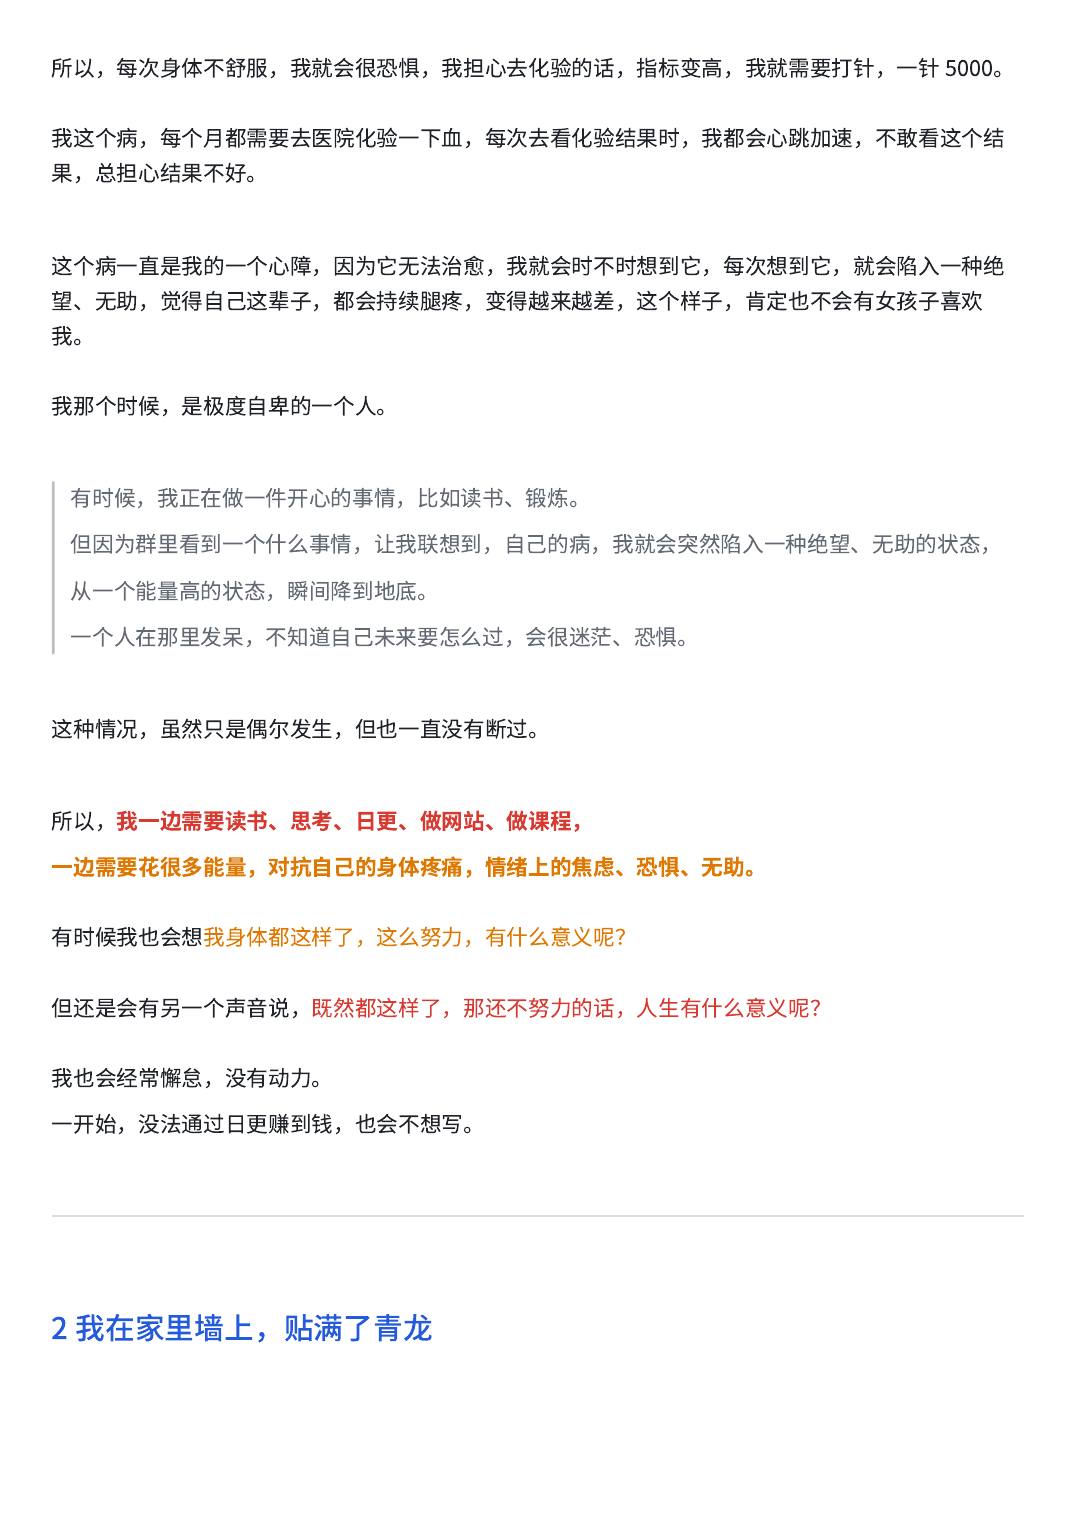 所以，每次身体不舒服，我就会很恐惧，我担心去化验的话，指标变高，我就需要打针，一针 5000。
我这个病，每个月都需要去医院化验一下血，每次去看化验结果时，我都会心跳加速，不敢看这个结
果，总担心结果不好。
这个病一直是我的一个心障，因为它无法治愈，我就会时不时想到它，每次想到它，就会陷入一种绝
望、无助，觉得自己这辈子，都会持续腿疼，变得越来越差，这个样子，肯定也不会有女孩子喜欢
我。
我那个时候，是极度自卑的一个人。
有时候，我正在做一件开心的事情，比如读书、锻炼。
但因为群里看到一个什么事情，让我联想到，自己的病，我就会突然陷入一种绝望、无助的状态，
从一个能量高的状态，瞬间降到地底。
一个人在那里发呆，不知道自己未来要怎么过，会很迷茫、恐惧。
这种情况，虽然只是偶尔发生，但也一直没有断过。
所以，我一边需要读书、思考、日更、做网站、做课程，
一边需要花很多能量，对抗自己的身体疼痛，情绪上的焦虑、恐惧、无助。
有时候我也会想我身体都这样了，这么努力，有什么意义呢？
但还是会有另一个声音说，既然都这样了，那还不努力的话，人生有什么意义呢？
我也会经常懈怠，没有动力。
一开始，没法通过日更赚到钱，也会不想写。
2 我在家里墙上，贴满了青龙